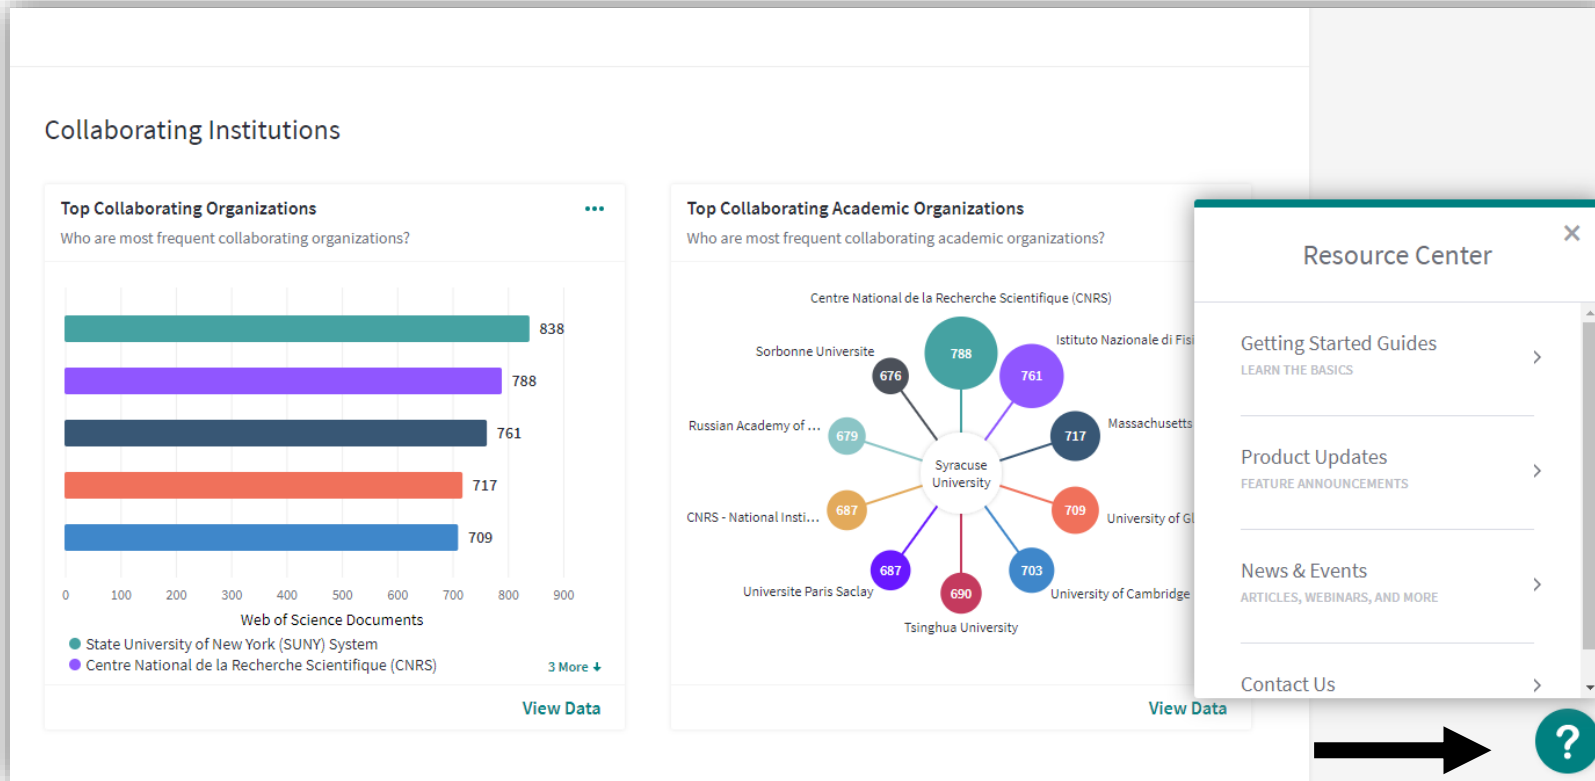 Collaborating Institutions
Top Collaborating Organizations
Who are most frequent collaborating organizations?
838
788
761
717
709
0 100 200 300 400 500 600 700 800 900
Web of Science Documents
State University of New York (SUNY) System
Centre National de la Recherche Scientifique (CNRS)
3 More
View Data
Top Collaborating Academic Organizations
Who are most frequent collaborating academic organizations?
Centre National de la Recherche Scientifique (CNRS)
788
Istituto Nazionale di Fisi
761
Massachusetts
717
University of Gl
709
University of Cambridge
703
Tsinghua University
690
Universite Paris Saclay
687
CNRS - National Insti...
687
Russian Academy of ...
679
Sorbonne Universite
676
Syracuse
University
View Data
Resource Center
Getting Started Guides
LEARN THE BASICS
Product Updates
FEATURE ANNOUNCEMENTS
News & Events
ARTICLES, WEBINARS, AND MORE
Contact Us
?